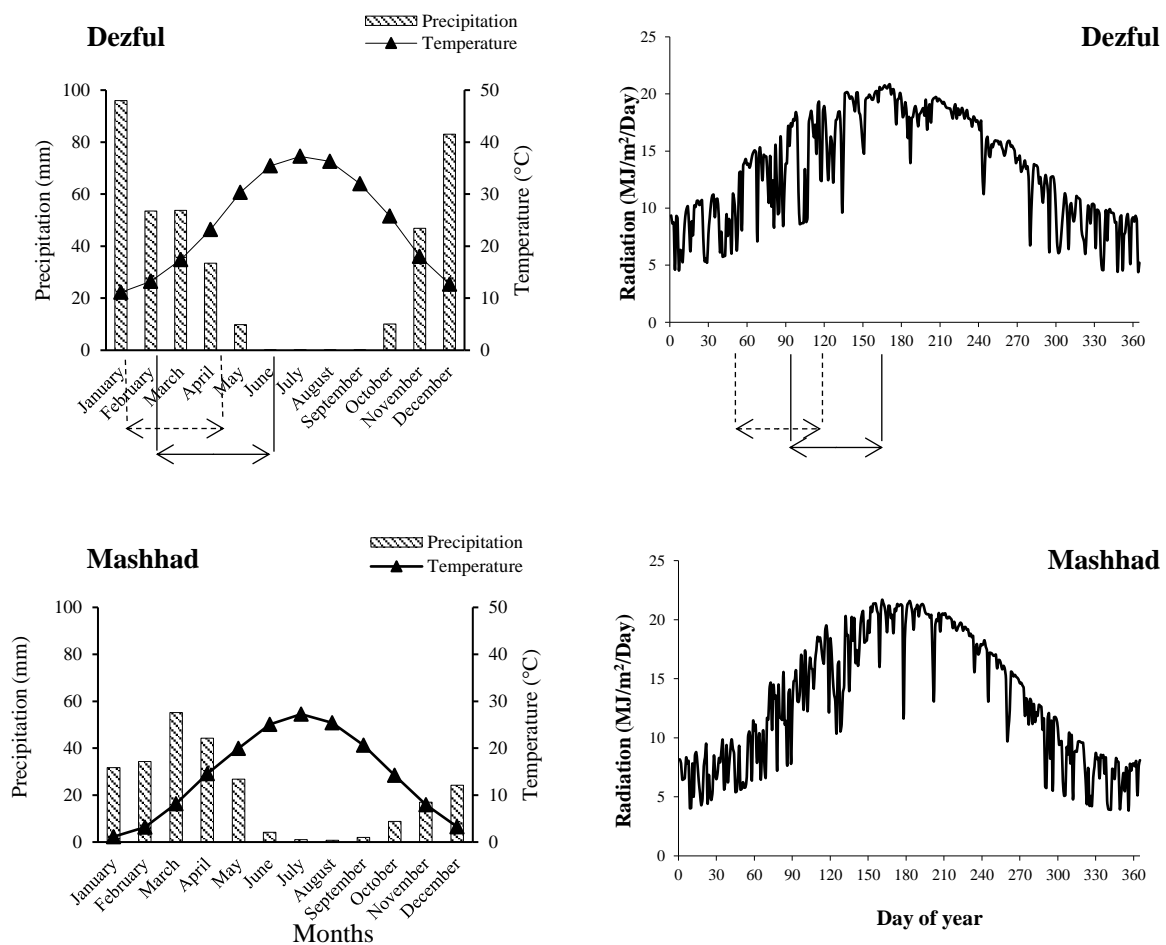 Dezful
Precipitation
Temperature
Precipitation (mm)
100
80
60
40
20
0
50
40
30
20
10
0
Temperature (°C)
January
February
March
April
May
June
July
August
September
October
November
December
Dezful
Radiation (MJ/m²/Day)
25
20
15
10
5
0
0 30 60 90 120 150 180 210 240 270 300 330 360
Mashhad
Precipitation
Temperature
Precipitation (mm)
100
80
60
40
20
0
50
40
30
20
10
0
Temperature (°C)
January
February
March
April
May
June
July
August
September
October
November
December
Months
Mashhad
Radiation (MJ/m²/Day)
25
20
15
10
5
0
0 30 60 90 120 150 180 210 240 270 300 330 360
Day of year